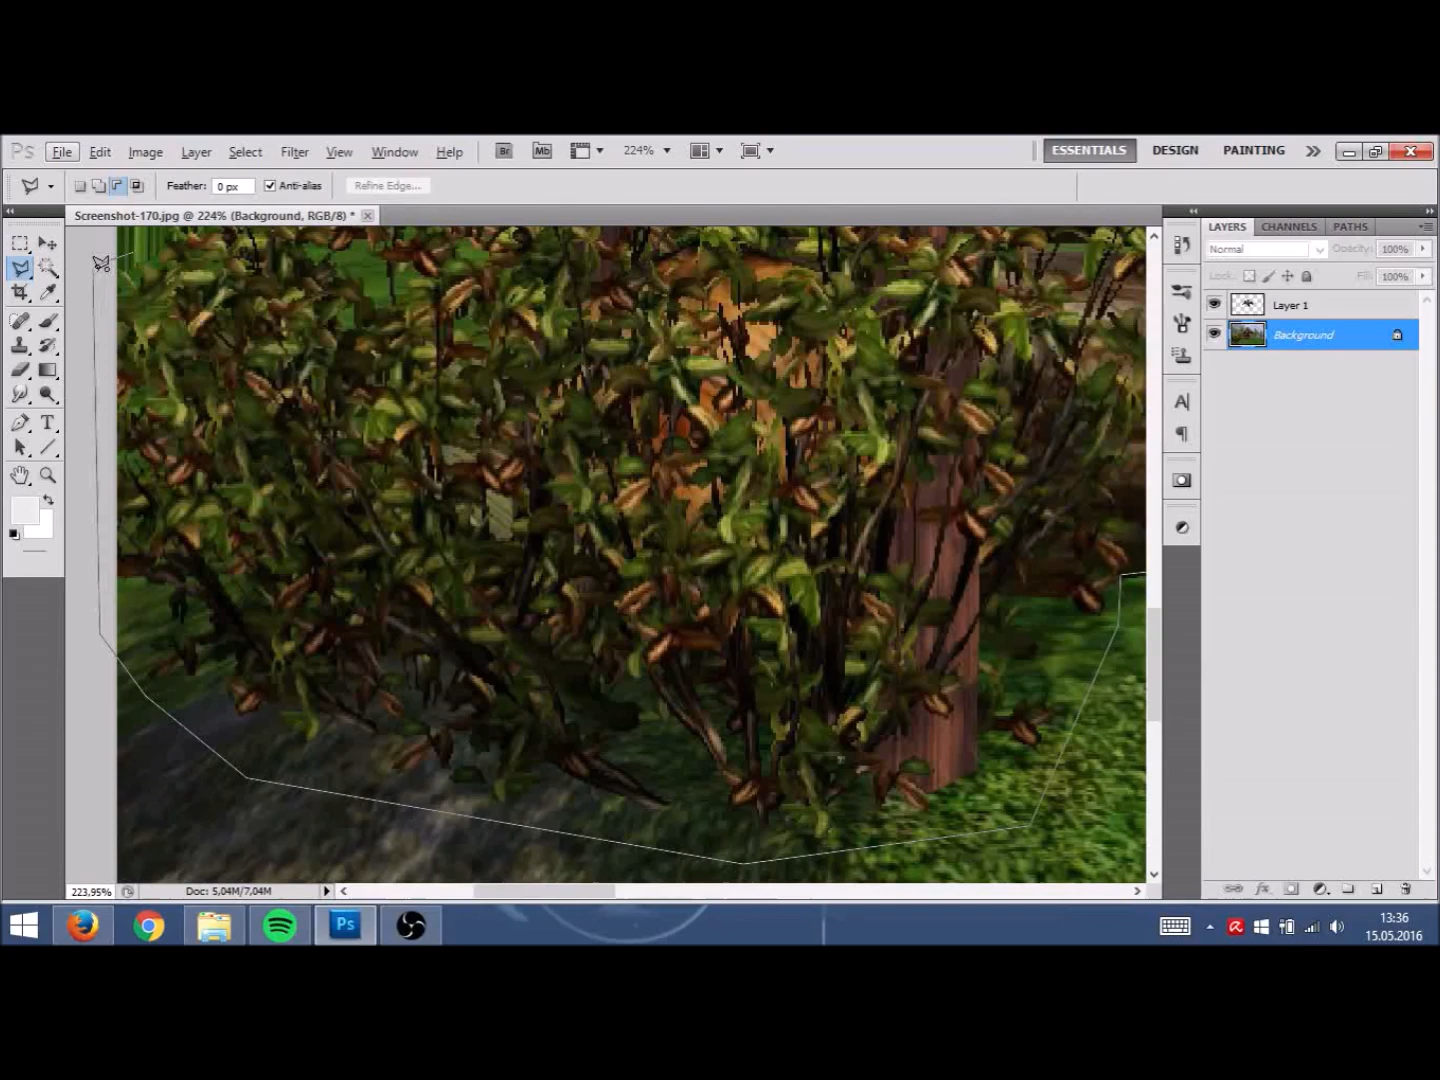 Ps File Edit Image Layer Select Filter View Window Help Br Mb 224% ESSENTIALS DESIGN PAINTING
Feather: 0 px Anti-alias Refine Edge...
Screenshot-170.jpg @ 224% (Background, RGB/8) *
LAYERS CHANNELS PATHS
Normal Opacity: 100%
Lock: Fill: 100%
Layer 1
Background
T
A
fx
223,95% Doc: 5,04M/7,04M
Ps
13:36
15.05.2016